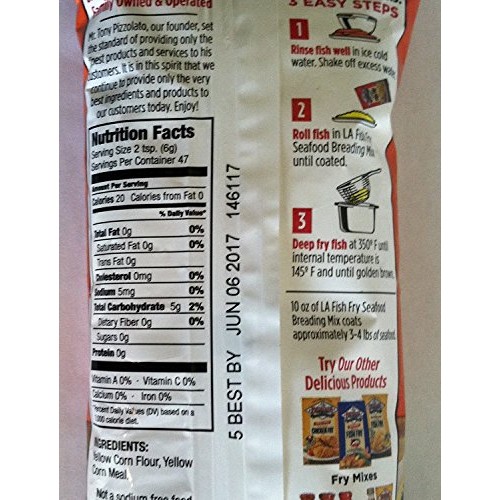 Family Owned & Operated
Mr. Tony Pizzolato, our founder, set
the standard of providing only the
finest products and services to his
customers. It is in this spirit that we
continue to provide only the very
best ingredients and products to
our customers today. Enjoy!
Nutrition Facts
Serving Size 2 tsp. (6g)
Servings Per Container 47
Amount Per Serving
Calories 20 Calories from Fat 0
% Daily Value*
Total Fat 0g 0%
Saturated Fat 0g 0%
Trans Fat 0g
Cholesterol 0mg 0%
Sodium 5mg 0%
Total Carbohydrate 5g 2%
Dietary Fiber 0g 0%
Sugars 0g
Protein 0g
Vitamin A 0% · Vitamin C 0%
Calcium 0% · Iron 0%
*Percent Daily Values (DV) based on a
2,000 calorie diet.
INGREDIENTS:
Yellow Corn Flour, Yellow
Corn Meal.
Not a sodium free food
5 BEST BY JUN 06 2017 146117
3 EASY STEPS
1
Rinse fish well in ice cold
water. Shake off excess water
2
Roll fish in LA Fish Fry
Seafood Breading Mix
until coated.
3
Deep fry fish at 350° F until
internal temperature is
145° F and until golden brown.
10 oz of LA Fish Fry Seafood
Breading Mix coats
approximately 3-4 lbs of seafood.
Try Our Other
Delicious Products
CHICKEN FRY
FISH FRY
Fry Mixes